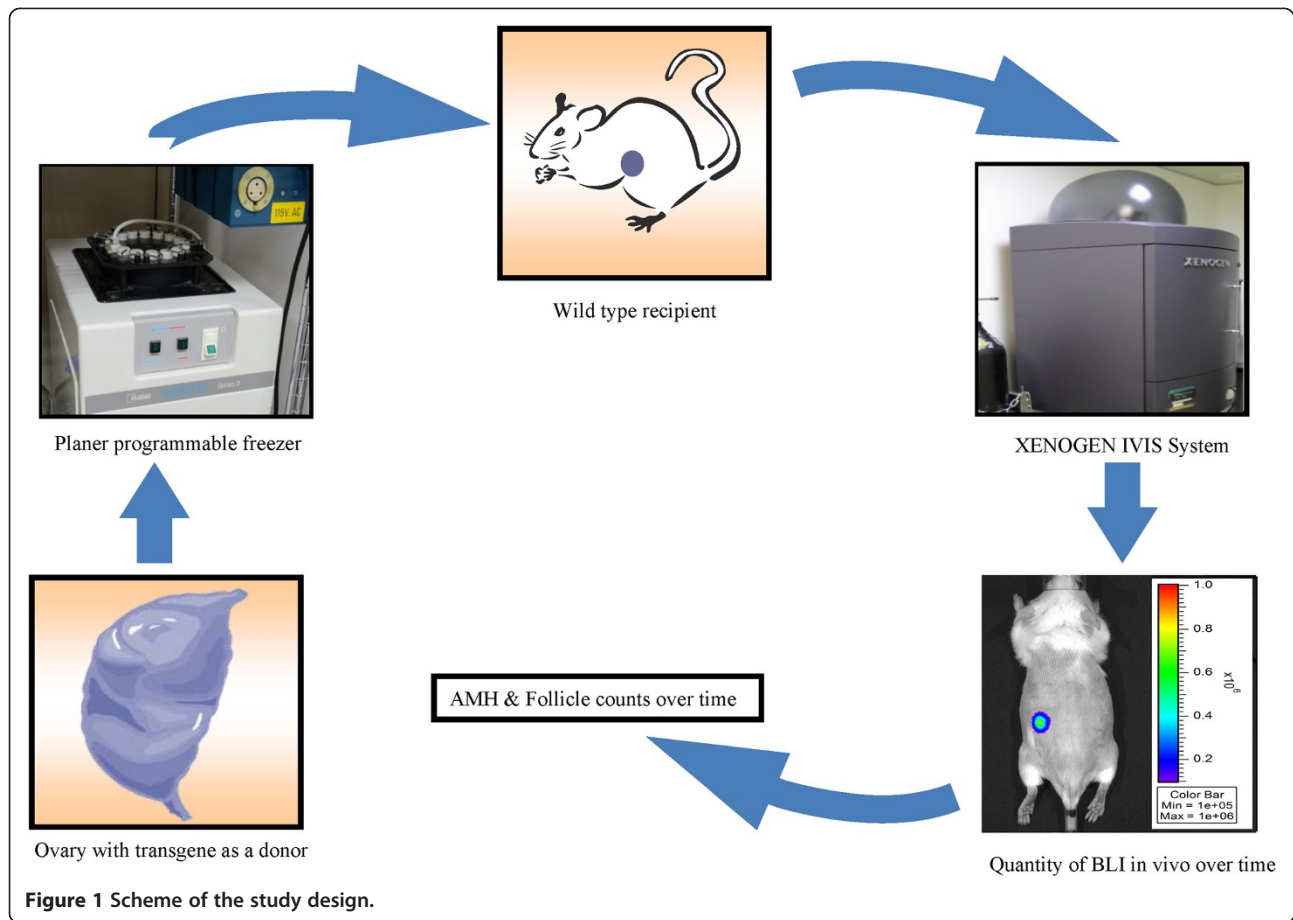 Wild type recipient
115V AC
Series II
Planer programmable freezer
XENOGEN
XENOGEN IVIS System
Ovary with transgene as a donor
AMH & Follicle counts over time
1.0
0.8
0.6
0.4
0.2
x10⁶
Color Bar
Min = 1e+05
Max = 1e+06
Quantity of BLI in vivo over time
Figure 1 Scheme of the study design.